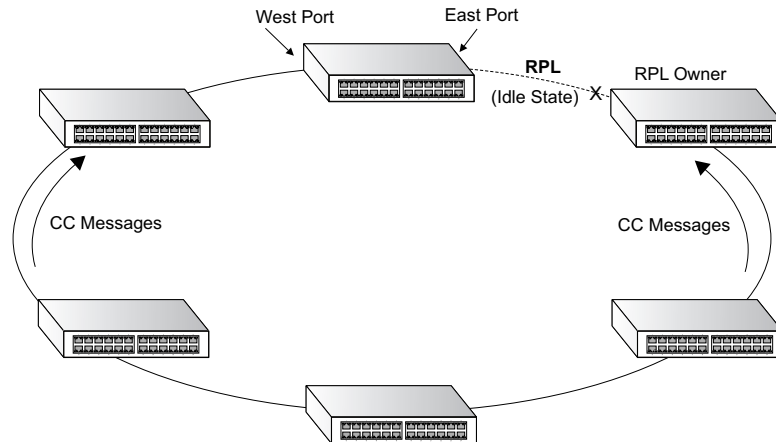 West Port
East Port
RPL
RPL Owner
(Idle State)
X
CC Messages
CC Messages